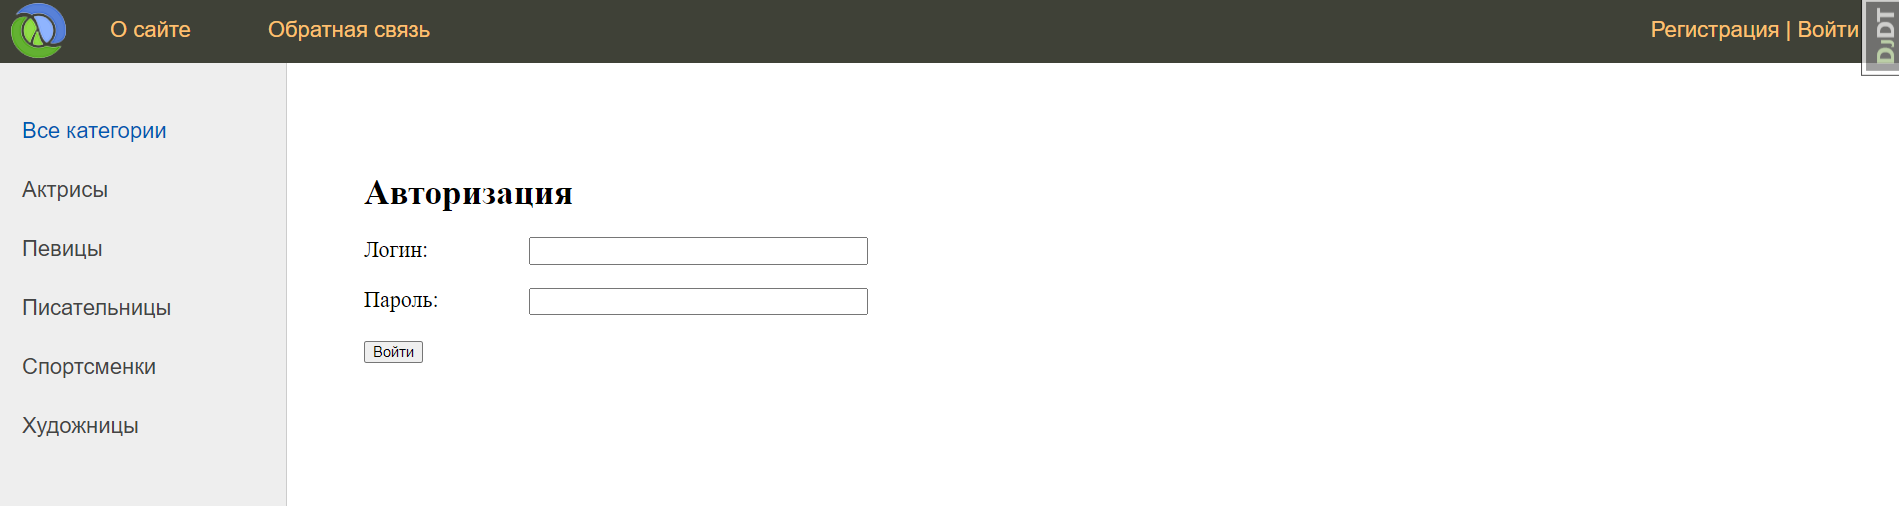 О сайте Обратная связь Регистрация | Войти
DjDT
Все категории
Актрисы
Певицы
Писательницы
Спортсменки
Художницы
Авторизация
Логин:
Пароль:
Войти